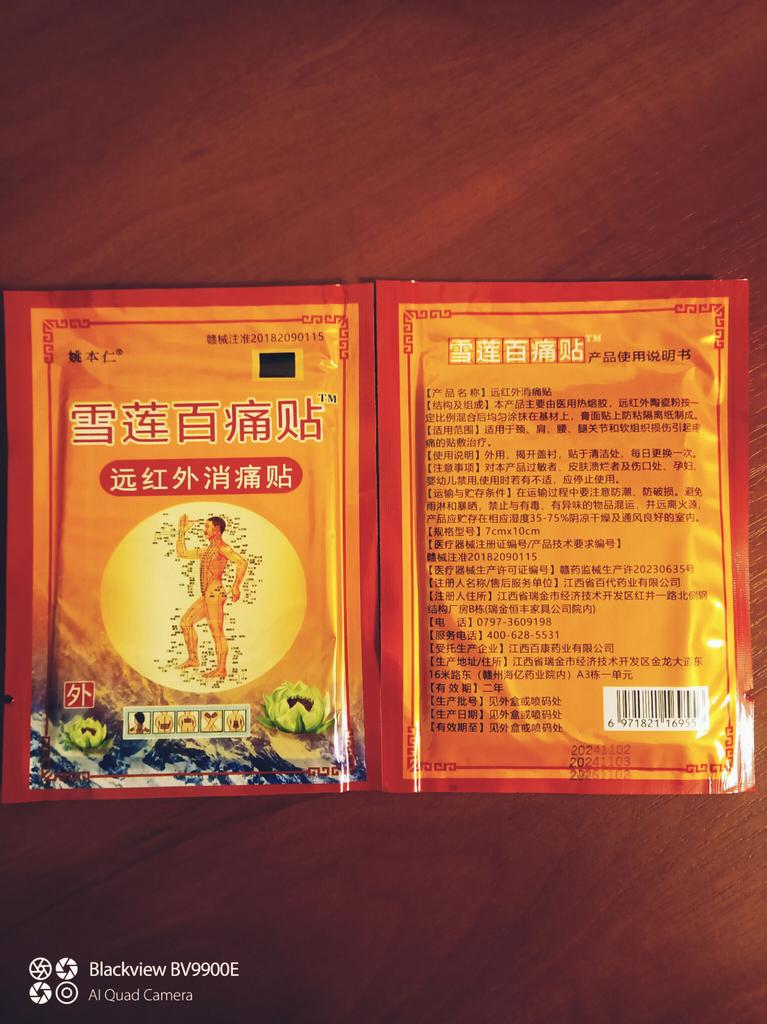 赣械注准20182090115
姚本仁®
雪莲百痛贴™
远红外消痛贴
外
雪莲百痛贴™产品使用说明书
【产品名称】远红外消痛贴
【结构及组成】本产品主要由医用热熔胶，远红外陶瓷粉按一
定比例混合后均匀涂抹在基材上，膏面贴上防粘隔离纸制成。
【适用范围】适用于颈、肩、腰、腿关节和软组织损伤引起疼
痛的贴敷治疗。
【使用说明】外用，揭开盖衬，贴于清洁处、每日更换一次。
【注意事项】对本产品过敏者、皮肤溃烂者及伤口处、孕妇、
婴幼儿禁用,使用时若有不适，应停止使用。
【运输与贮存条件】在运输过程中要注意防潮、防破损。避免
雨淋和暴晒，禁止与有毒、有异味的物品混运，并远离火源，
产品应贮存在相应湿度35-75%阴凉干燥及通风良好的室内。
【规格型号】7cmx10cm
【医疗器械注册证编号/产品技术要求编号】
赣械注准20182090115
【医疗器械生产许可证编号】赣药监械生产许20230635号
【注册人名称/售后服务单位】江西省百代药业有限公司
【注册人住所】江西省瑞金市经济技术开发区红井一路北侧钢
结构厂房B栋(瑞金恒丰家具公司院内)
【电 话】0797-3609198
【服务电话】400-628-5531
【受托生产企业】江西百康药业有限公司
【生产地址/住所】江西省瑞金市经济技术开发区金龙大道东
16米路东（赣州海亿药业院内）A3栋一单元
【有效期】二年
【生产批号】见外盒或喷码处
【生产日期】见外盒或喷码处
【有效期至】见外盒或喷码处
6 971821 16955
20241102
20241103
20261102
Blackview BV9900E
AI Quad Camera